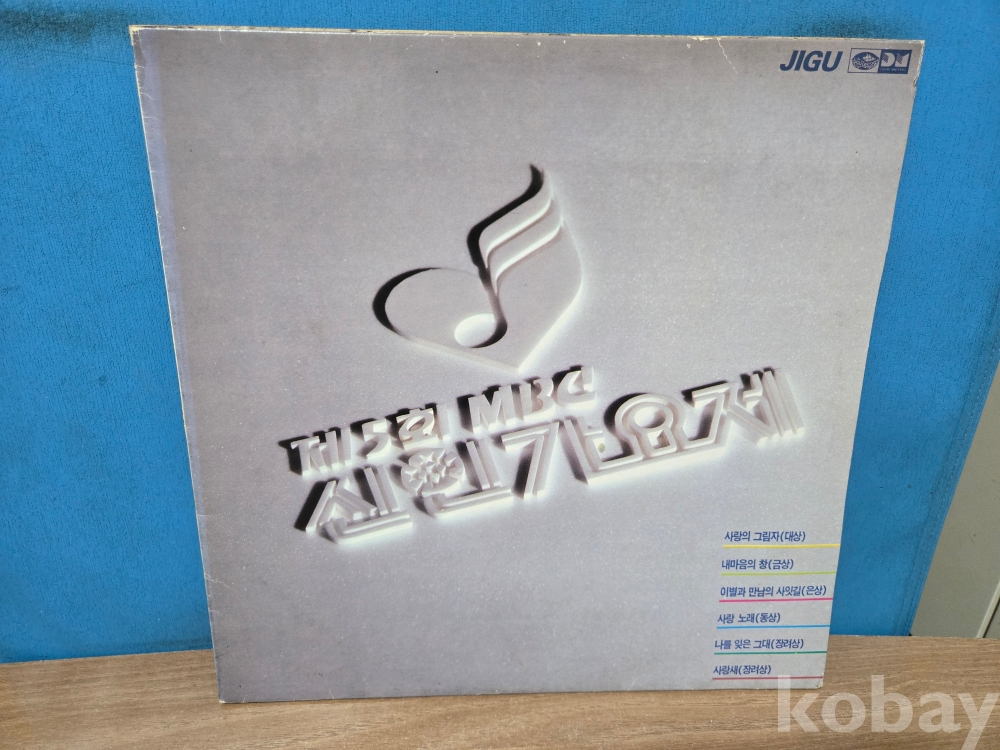 JIGU
제5회 MBC
신인가요제
사랑의 그림자(대상)
내마음의 창(금상)
이별과 만남의 사잇길(은상)
사랑 노래(동상)
나를 잊은 그대(장려상)
사랑새(장려상)
kobay